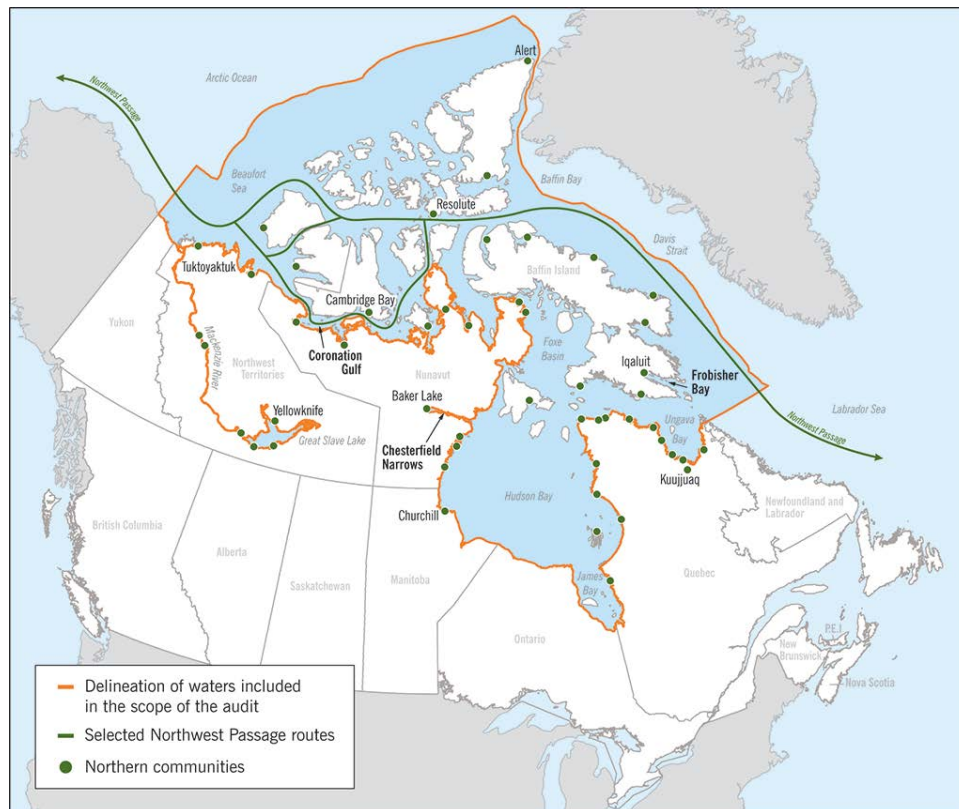 Alert
Arctic Ocean
Northwest Passage
Northwest
Passage
Beaufort
Sea
Baffin Bay
Resolute
Davis
Strait
Tuktoyaktuk
Baffin Island
Cambridge Bay
Yukon
Mackenzie River
Northwest
Territories
Coronation
Gulf
Foxe
Basin
Iqaluit
Nunavut
Frobisher
Bay
Baker Lake
Labrador Sea
Yellowknife
Great Slave Lake
Chesterfield
Narrows
Ungava
Bay
Northwest Passage
Kuujjuaq
Hudson Bay
Churchill
Newfoundland and
Labrador
British Columbia
Alberta
Saskatchewan
Manitoba
James
Bay
Quebec
Ontario
P.E.I
New
Brunswick
Nova Scotia
Delineation of waters included
in the scope of the audit
Selected Northwest Passage routes
Northern communities